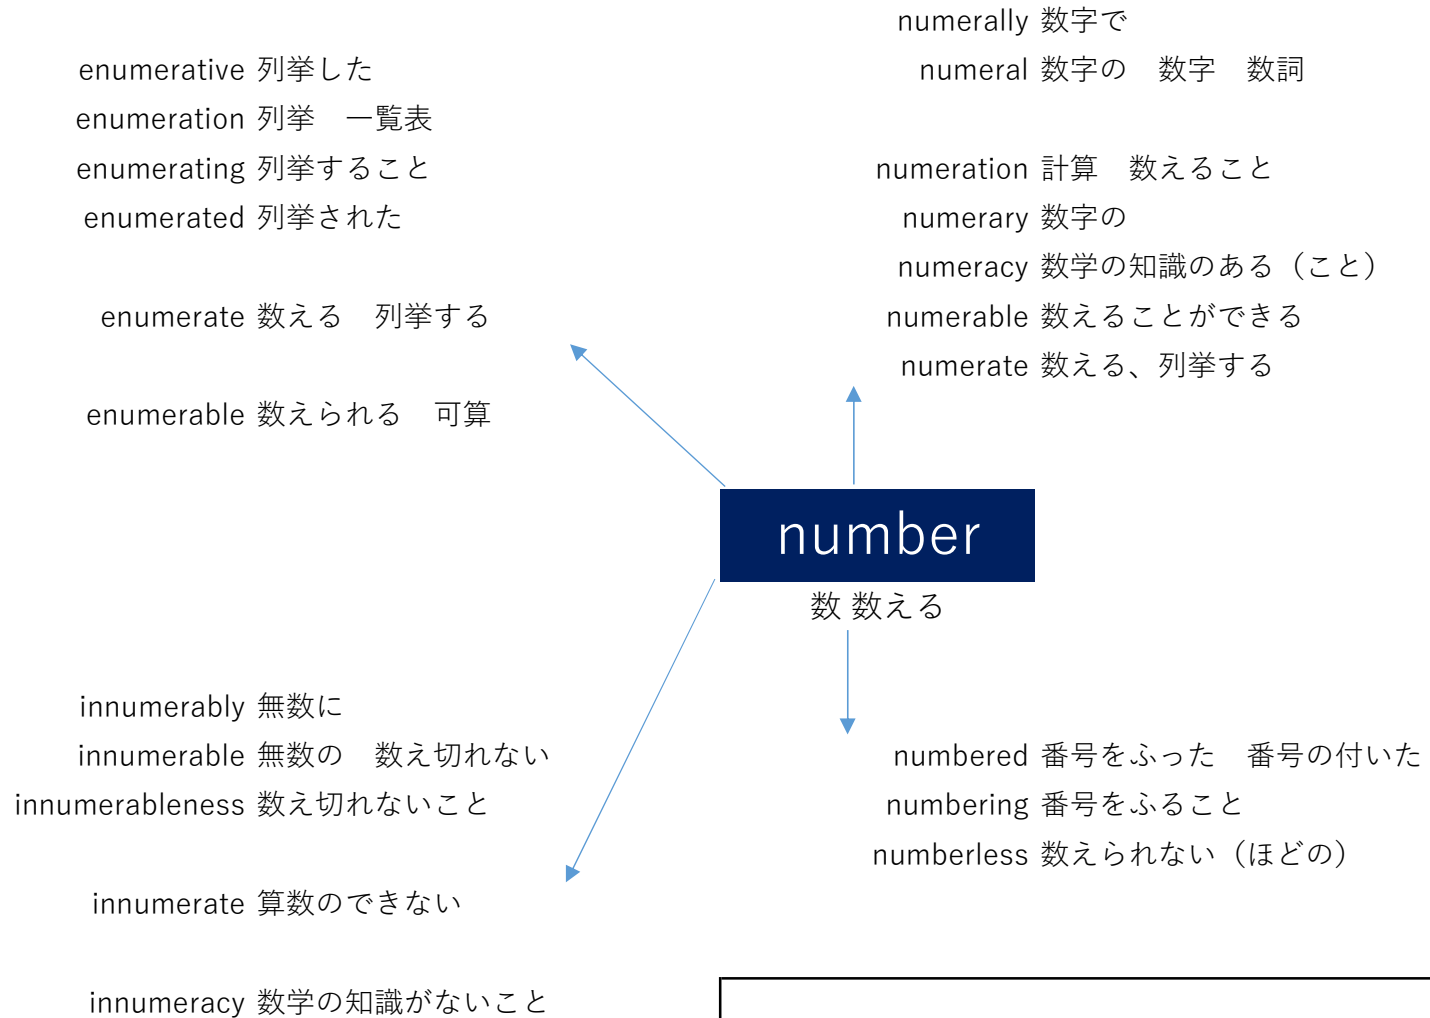 numerally 数字で
numeral 数字の　数字　数詞
enumerative 列挙した
enumeration 列挙　一覧表
enumerating 列挙すること
enumerated 列挙された
enumerate 数える　列挙する
enumerable 数えられる　可算
numeration 計算　数えること
numerary 数字の
numeracy 数学の知識のある（こと）
numerable 数えることができる
numerate 数える、列挙する
number
数 数える
innumerably 無数に
innumerable 無数の　数え切れない
innumerableness 数え切れないこと
innumerate 算数のできない
innumeracy 数学の知識がないこと
numbered 番号をふった　番号の付いた
numbering 番号をふること
numberless 数えられない（ほどの）